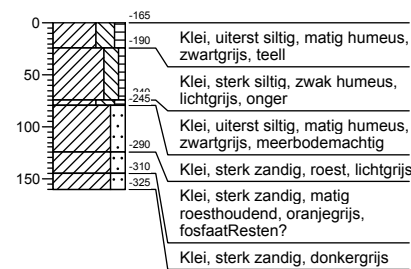 0
50
100
150
-165
-190
-240
-245
-290
-310
-325
Klei, uiterst siltig, matig humeus,
zwartgrijs, teell
Klei, sterk siltig, zwak humeus,
lichtgrijs, onger
Klei, uiterst siltig, matig humeus,
zwartgrijs, meerbodemachtig
Klei, sterk zandig, roest, lichtgrijs
Klei, sterk zandig, matig
roesthoudend, oranjegrijs,
fosfaatResten?
Klei, sterk zandig, donkergrijs